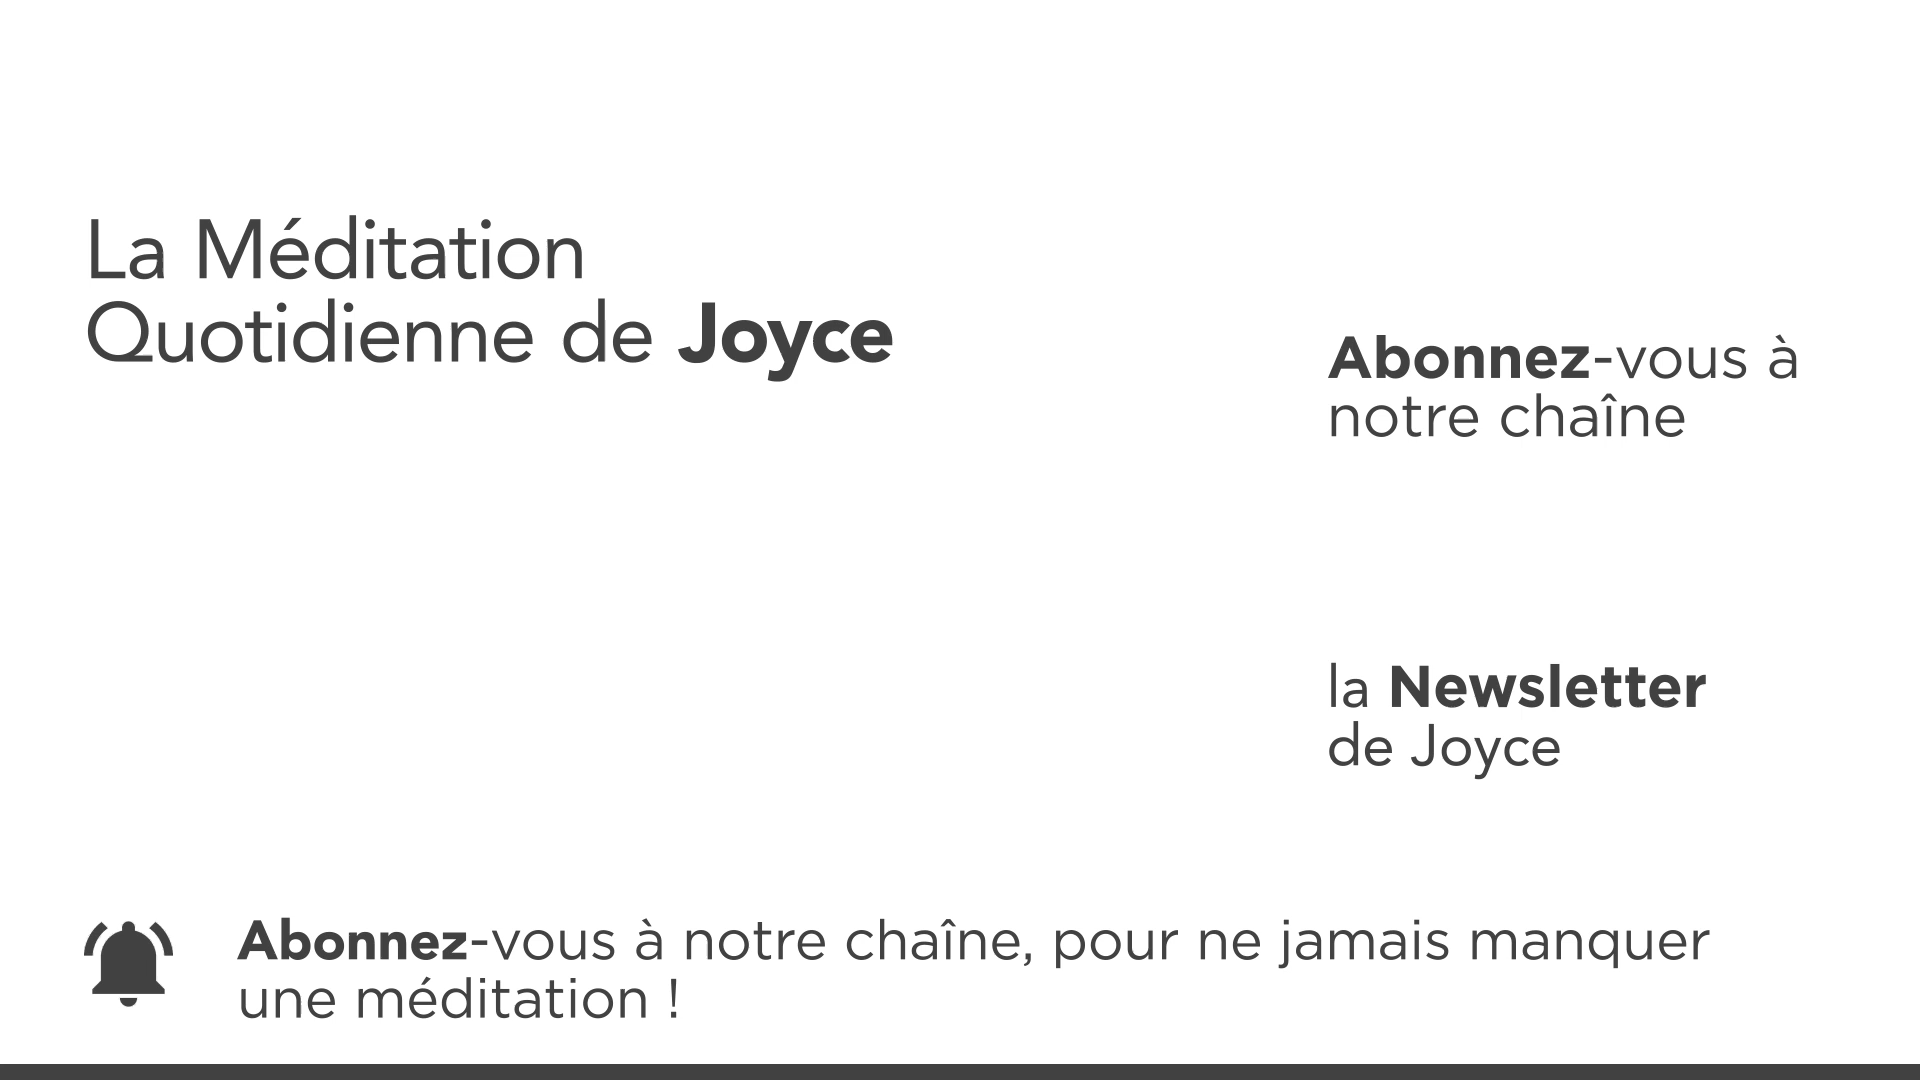 La Méditation
Quotidienne de Joyce
Abonnez-vous à
notre chaîne
la Newsletter
de Joyce
Abonnez-vous à notre chaîne, pour ne jamais manquer
une méditation !